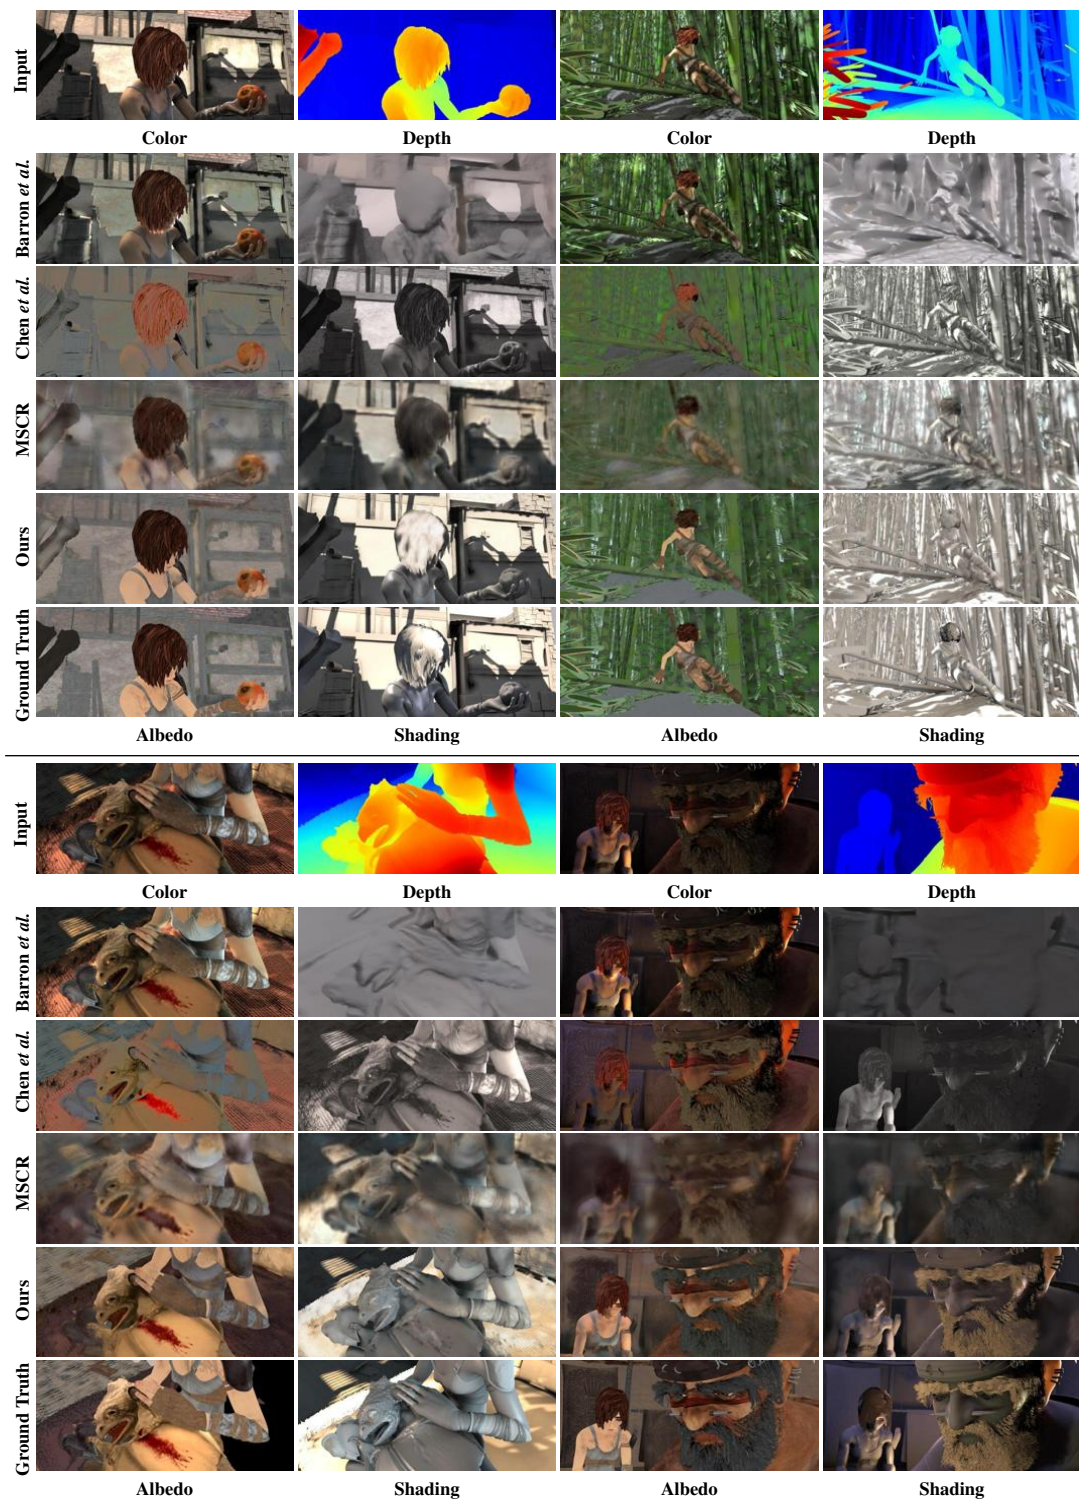 Input
Color Depth Color Depth
Barron et al.
Chen et al.
MSCR
Ours
Ground Truth
Albedo Shading Albedo Shading
Input
Color Depth Color Depth
Barron et al.
Chen et al.
MSCR
Ours
Ground Truth
Albedo Shading Albedo Shading